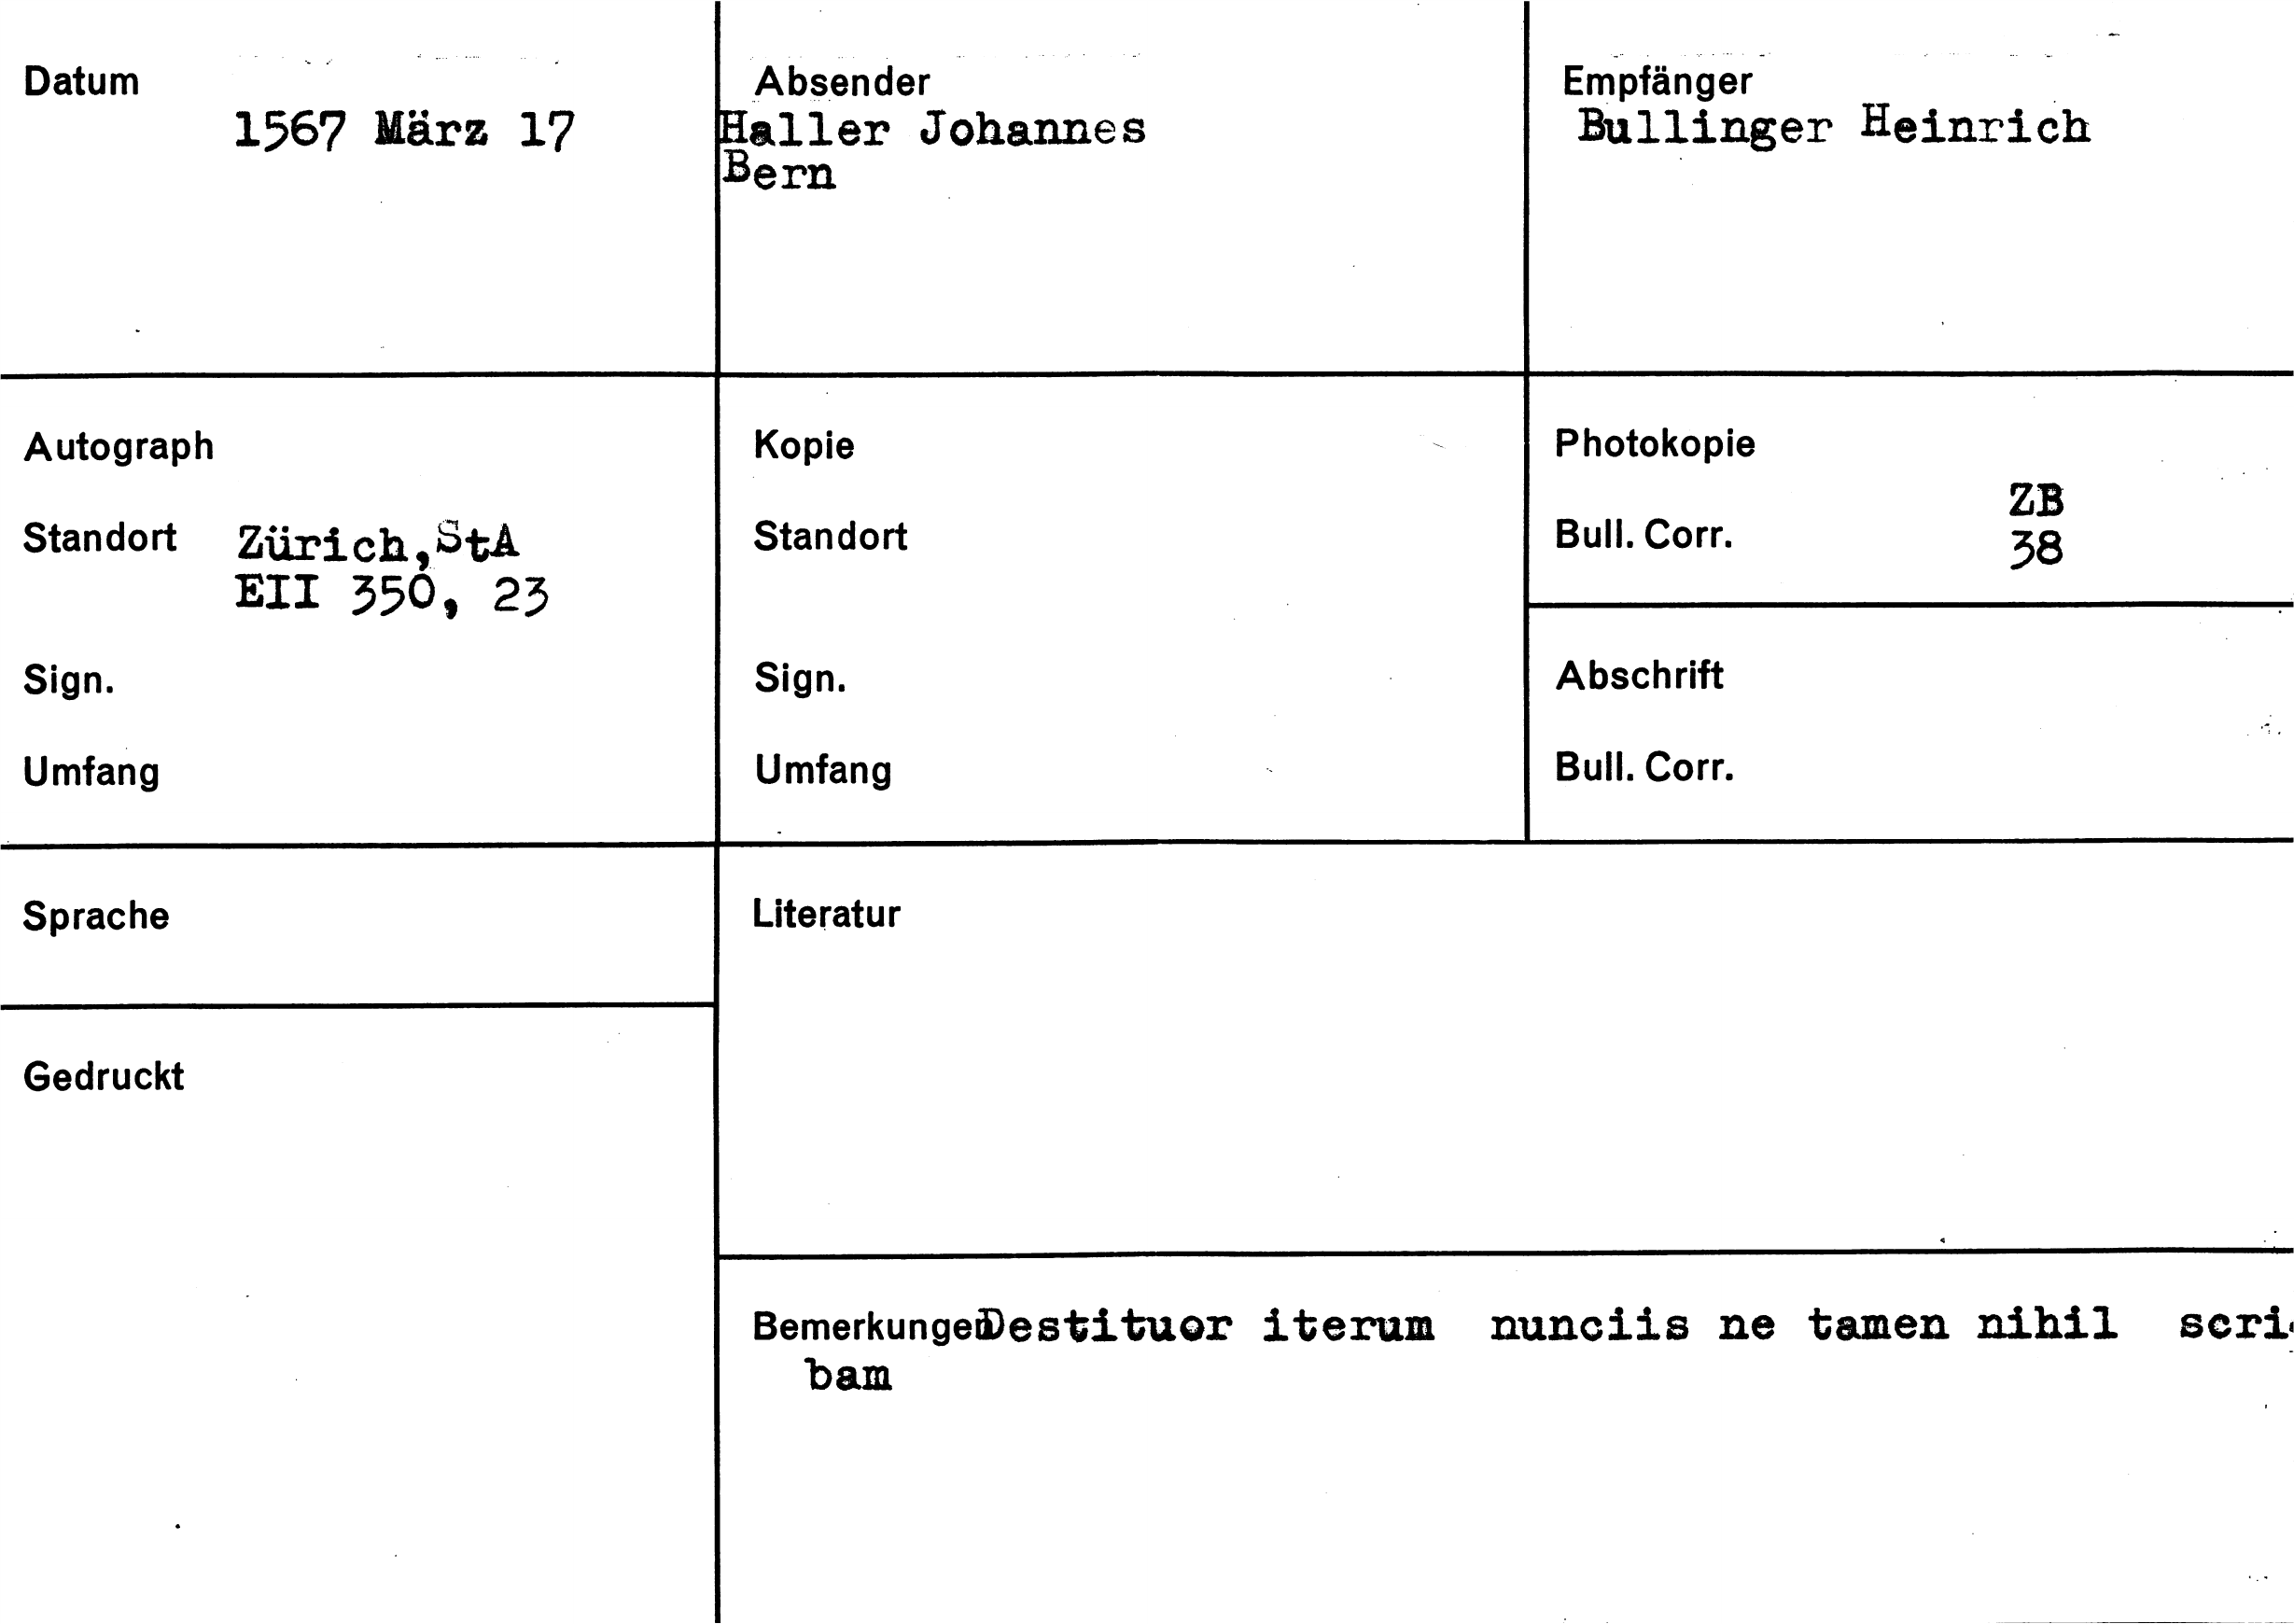 Datum
1567 März 17
Absender
Haller Johannes
Bern
Empfänger
Bullinger Heinrich
Autograph
Standort Zürich,StA
EII 350, 23
Sign.
Umfang
Kopie
Standort
Sign.
Umfang
Photokopie
ZB
Bull. Corr. 38
Abschrift
Bull. Corr.
Sprache
Gedruckt
Literatur
Bemerkungen Destituor iterum nunciis ne tamen nihil scri
bam